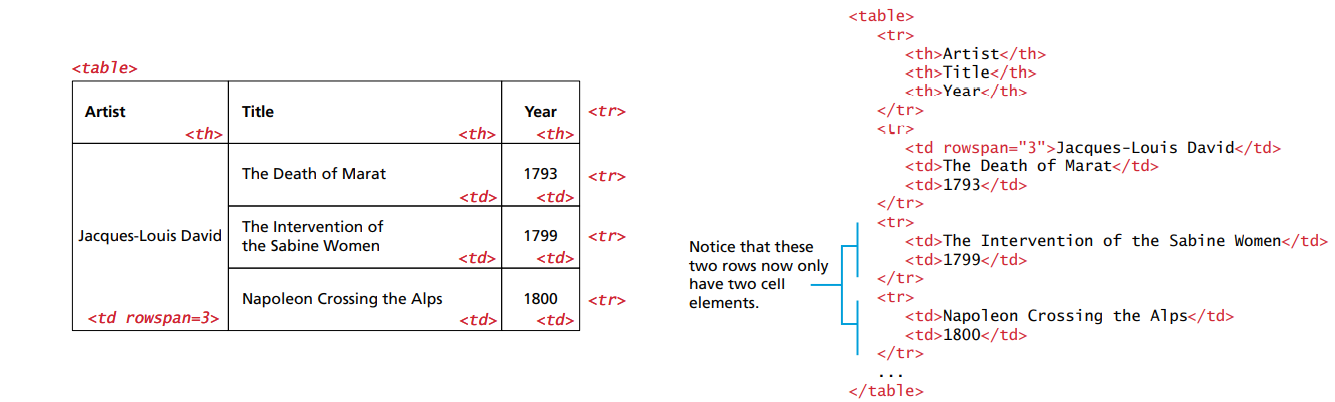 <table>
Artist Title Year <tr>
<th> <th> <th>
The Death of Marat 1793 <tr>
<td> <td>
Jacques-Louis David
The Intervention of
the Sabine Women
1799 <tr>
<td> <td>
Napoleon Crossing the Alps 1800 <tr>
<td rowspan=3> <td> <td>
Notice that these
two rows now only
have two cell
elements.
<table>
<tr>
<th>Artist</th>
<th>Title</th>
<th>Year</th>
</tr>
<tr>
<td rowspan="3">Jacques-Louis David</td>
<td>The Death of Marat</td>
<td>1793</td>
</tr>
<tr>
<td>The Intervention of the Sabine Women</td>
<td>1799</td>
</tr>
<tr>
<td>Napoleon Crossing the Alps</td>
<td>1800</td>
</tr>
...
</table>